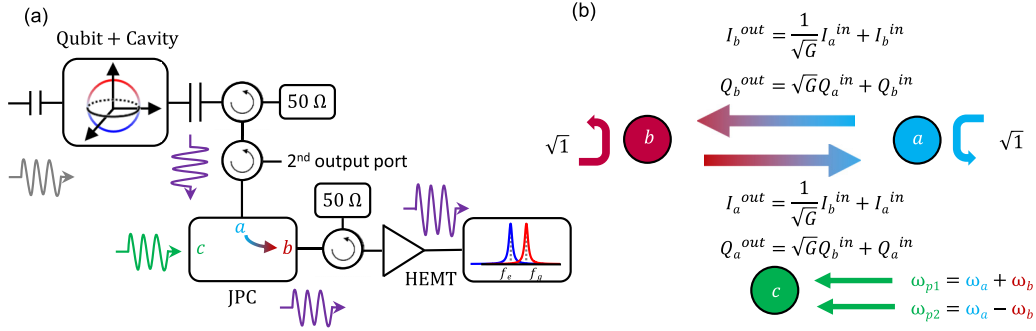 (a)
Qubit + Cavity
50 Ω
2nd output port
50 Ω
a
c
b
JPC
HEMT
f_e
f_g
(b)
I_b^out = 1/√G I_a^in + I_b^in
Q_b^out = √G Q_a^in + Q_b^in
√1
b
a
√1
I_a^out = 1/√G I_b^in + I_a^in
Q_a^out = √G Q_b^in + Q_a^in
c
ω_p1 = ω_a + ω_b
ω_p2 = ω_a − ω_b